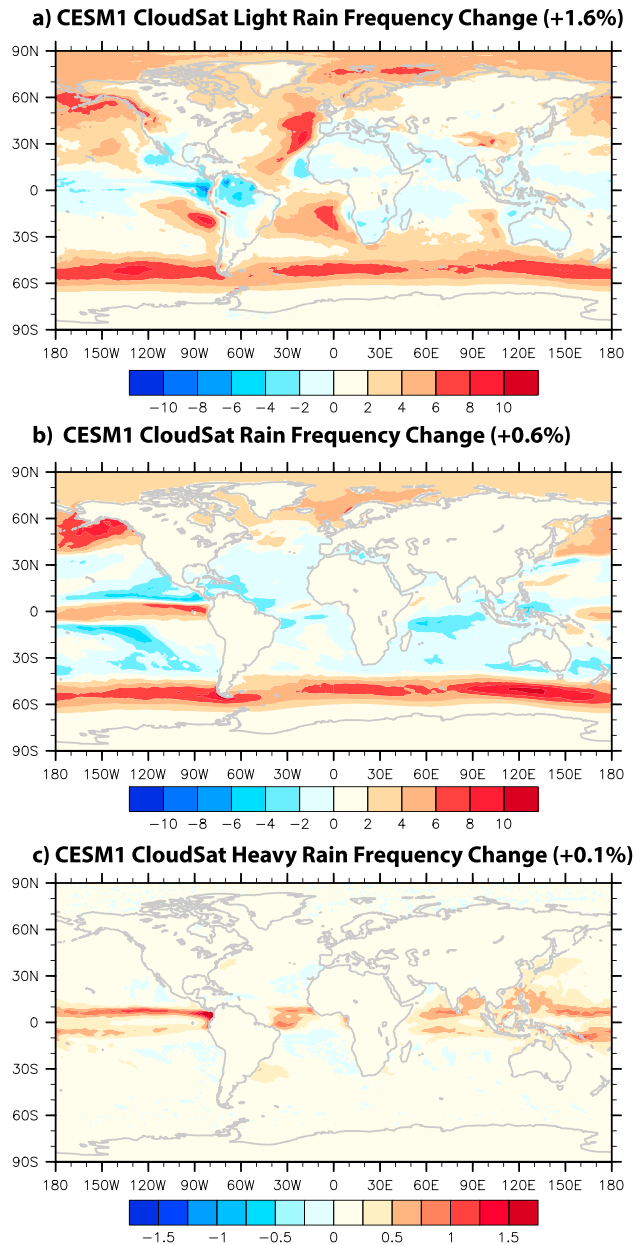 a) CESM1 CloudSat Light Rain Frequency Change (+1.6%)
90N
60N
30N
0
30S
60S
90S
180 150W 120W 90W 60W 30W 0 30E 60E 90E 120E 150E 180
−10 −8 −6 −4 −2 0 2 4 6 8 10
b) CESM1 CloudSat Rain Frequency Change (+0.6%)
90N
60N
30N
0
30S
60S
90S
180 150W 120W 90W 60W 30W 0 30E 60E 90E 120E 150E 180
−10 −8 −6 −4 −2 0 2 4 6 8 10
c) CESM1 CloudSat Heavy Rain Frequency Change (+0.1%)
90N
60N
30N
0
30S
60S
90S
180 150W 120W 90W 60W 30W 0 30E 60E 90E 120E 150E 180
−1.5 −1 −0.5 0 0.5 1 1.5